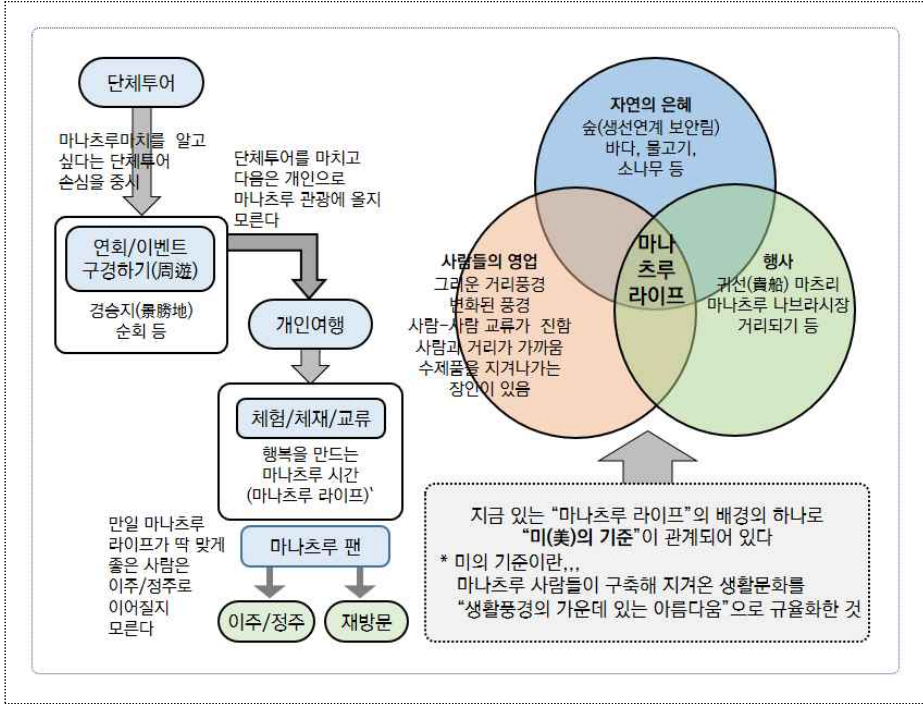 단체투어
마나츠루마치를 알고
싶다는 단체투어
손심을 중시
단체투어를 마치고
다음은 개인으로
마나츠루 관광에 올지
모른다
연회/이벤트
구경하기(周遊)
경승지(景勝地)
순회 등
개인여행
체험/체재/교류
행복을 만드는
마나츠루 시간
(마나츠루 라이프)`
만일 마나츠루
라이프가 딱 맞게
좋은 사람은
이주/정주로
이어질지
모른다
마나츠루 팬
이주/정주
재방문
자연의 은혜
숲(생선연계 보안림)
바다, 물고기,
소나무 등
사람들의 영업
그리운 거리풍경
변화된 풍경
사람-사람 교류가 진함
사람과 거리가 가까움
수제품을 지켜나가는
장인이 있음
마나
츠루
라이프
행사
귀선(貴船) 마츠리
마나츠루 나브라시장
거리되기 등
지금 있는 “마나츠루 라이프”의 배경의 하나로
“미(美)의 기준”이 관계되어 있다
* 미의 기준이란,,,
마나츠루 사람들이 구축해 지켜온 생활문화를
“생활풍경의 가운데 있는 아름다움”으로 규율화한 것